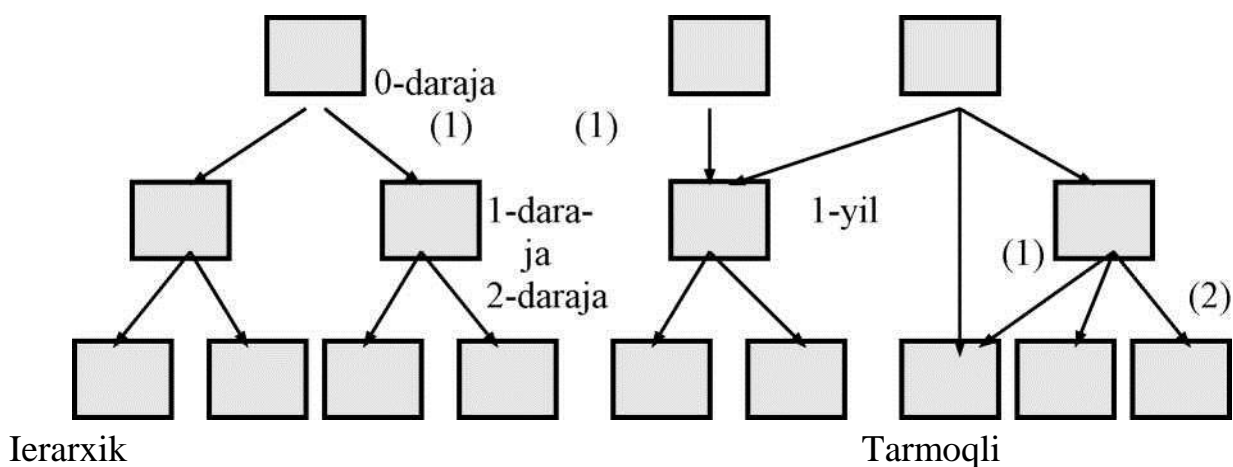 0-daraja
(1)
(1)
1-dara-
ja
2-daraja
1-yil
(1)
(2)
Ierarxik
Tarmoqli